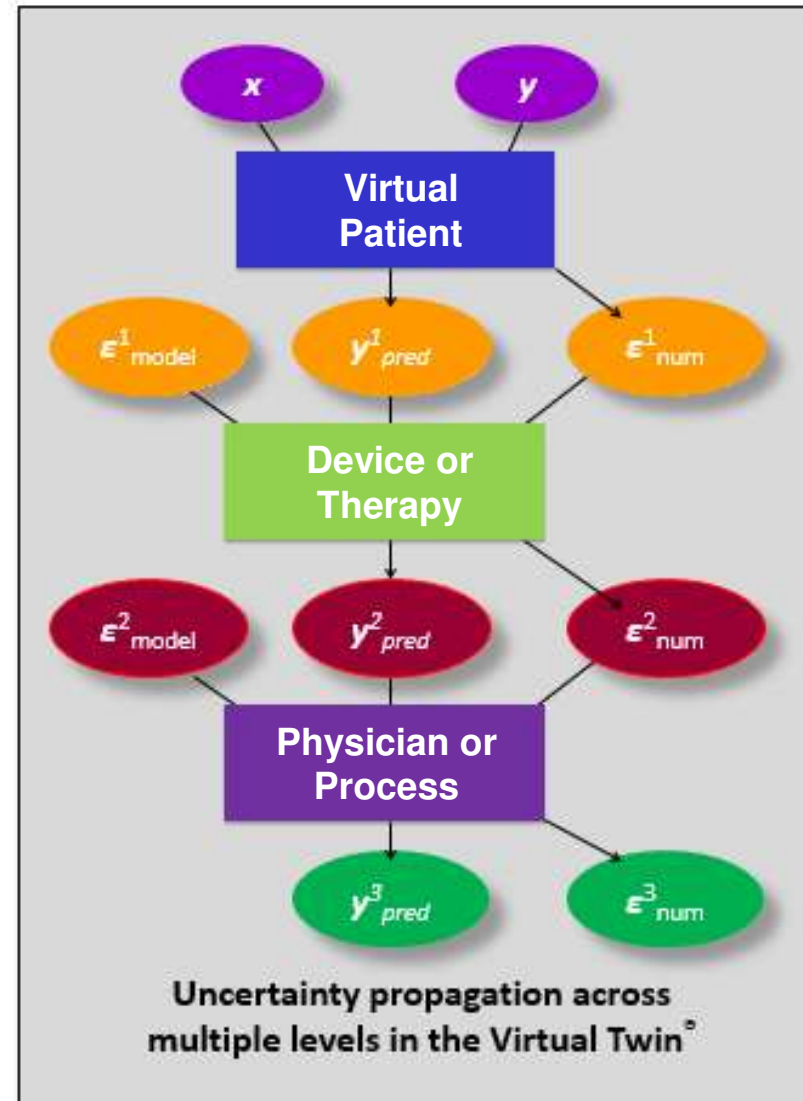 x
y
Virtual
Patient
ε¹model
y¹pred
ε¹num
Device or
Therapy
ε²model
y²pred
ε²num
Physician or
Process
y³pred
ε³num
Uncertainty propagation across
multiple levels in the Virtual Twin®